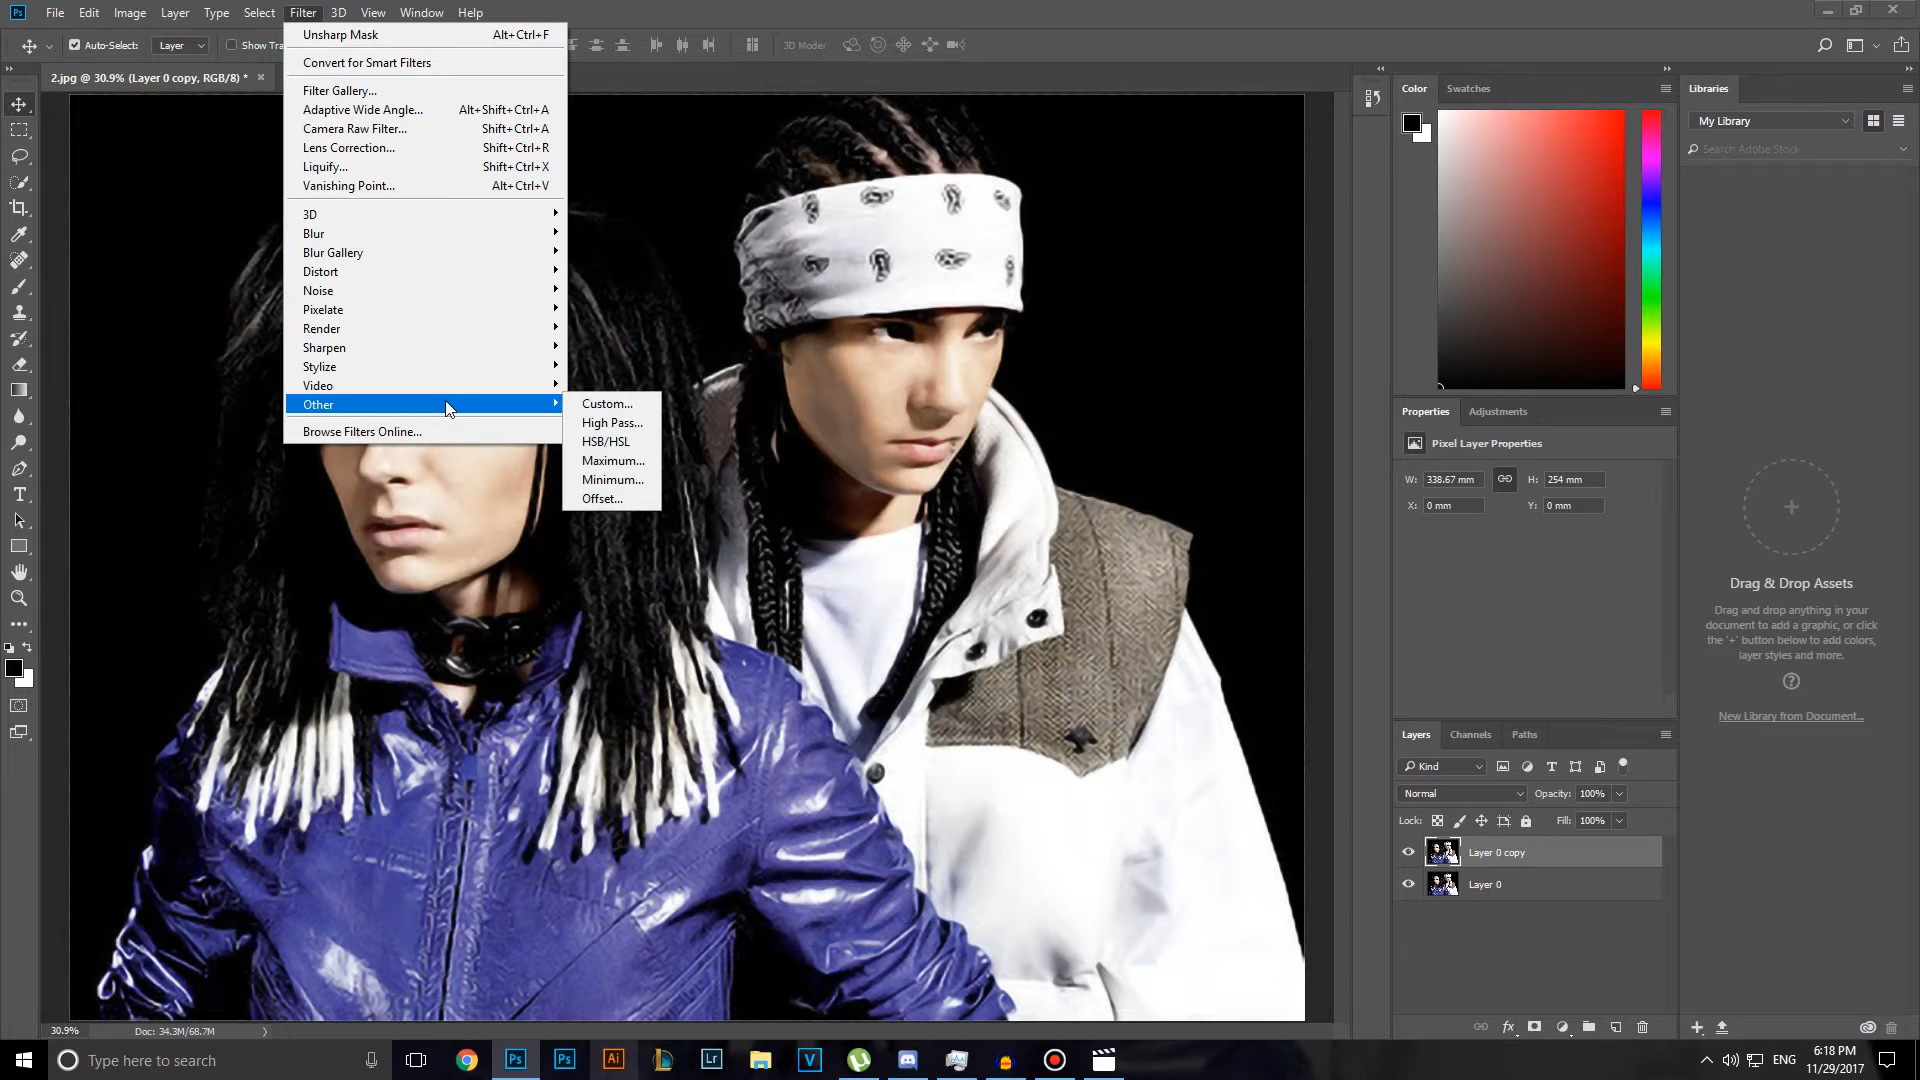 Ps File Edit Image Layer Type Select Filter 3D View Window Help
Auto-Select: Layer Show Tra 3D Mode:
2.jpg @ 30.9% (Layer 0 copy, RGB/8) *
Unsharp Mask Alt+Ctrl+F
Convert for Smart Filters
Filter Gallery...
Adaptive Wide Angle... Alt+Shift+Ctrl+A
Camera Raw Filter... Shift+Ctrl+A
Lens Correction... Shift+Ctrl+R
Liquify... Shift+Ctrl+X
Vanishing Point... Alt+Ctrl+V
3D
Blur
Blur Gallery
Distort
Noise
Pixelate
Render
Sharpen
Stylize
Video
Other
Browse Filters Online...
Custom...
High Pass...
HSB/HSL
Maximum...
Minimum...
Offset...
Color Swatches
Properties Adjustments
Pixel Layer Properties
W: 338.67 mm H: 254 mm
X: 0 mm Y: 0 mm
Layers Channels Paths
Kind
Normal Opacity: 100%
Lock: Fill: 100%
Layer 0 copy
Layer 0
fx
Libraries
My Library
Search Adobe Stock
Drag & Drop Assets
Drag and drop anything in your
document to add a graphic, or click
the '+' button below to add colors,
layer styles and more.
New Library from Document...
30.9% Doc: 34.3M/68.7M
Type here to search
Ps Ps Ai Lr V
ENG
6:18 PM
11/29/2017